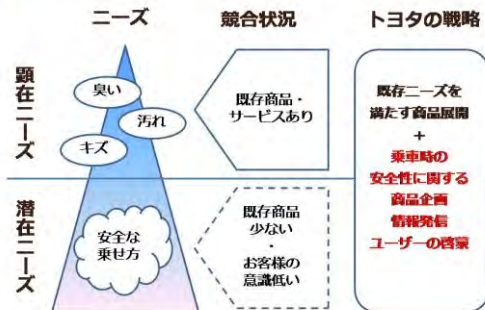 ニーズ
競合状況
トヨタの戦略
顕在ニーズ
臭い
汚れ
キズ
既存商品・
サービスあり
潜在ニーズ
安全な
乗せ方
既存商品
少ない
・
お客様の
意識低い
既存ニーズを
満たす商品展開
+
乗車時の
安全性に関する
商品企画
情報発信
ユーザーの啓蒙